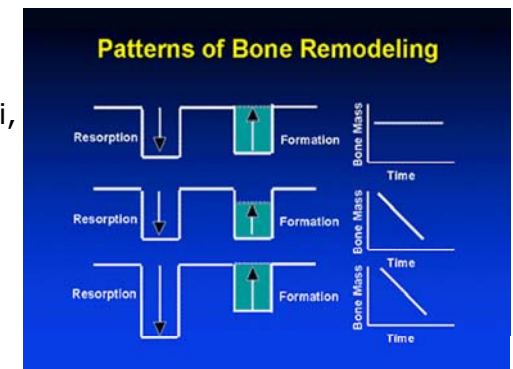 Patterns of Bone Remodeling
i,
Resorption
Formation
Bone Mass
Time
Resorption
Formation
Bone Mass
Time
Resorption
Formation
Bone Mass
Time